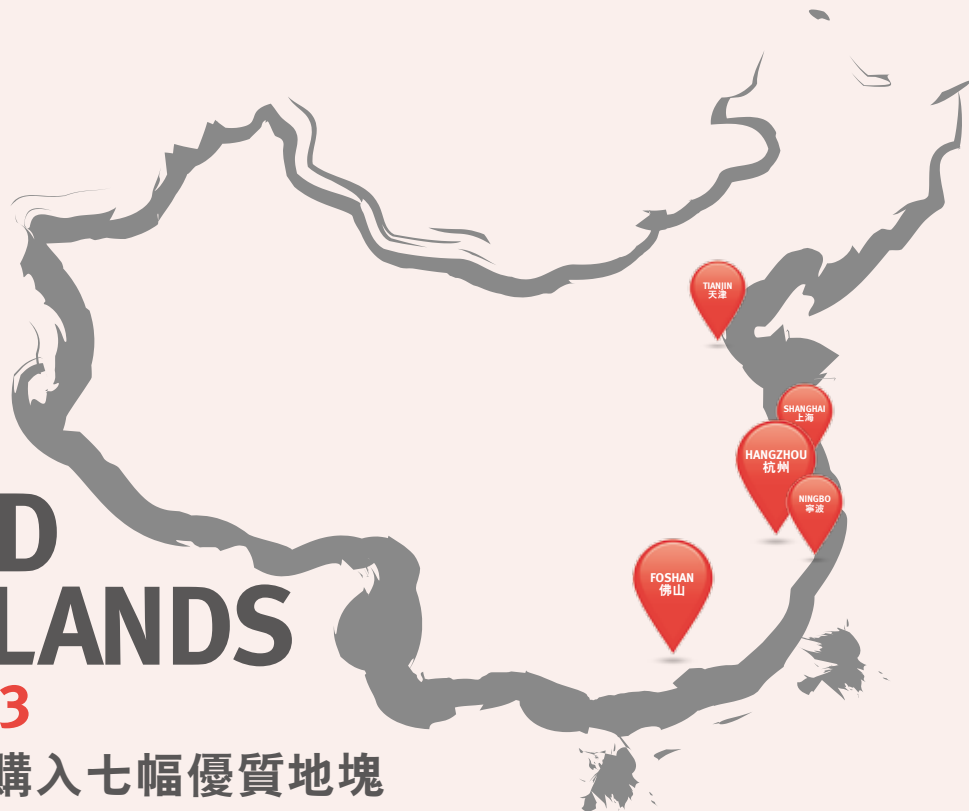 TIANJIN
天津
SHANGHAI
上海
HANGZHOU
杭州
NINGBO
寧波
FOSHAN
佛山
D
LANDS
3
購入七幅優質地塊